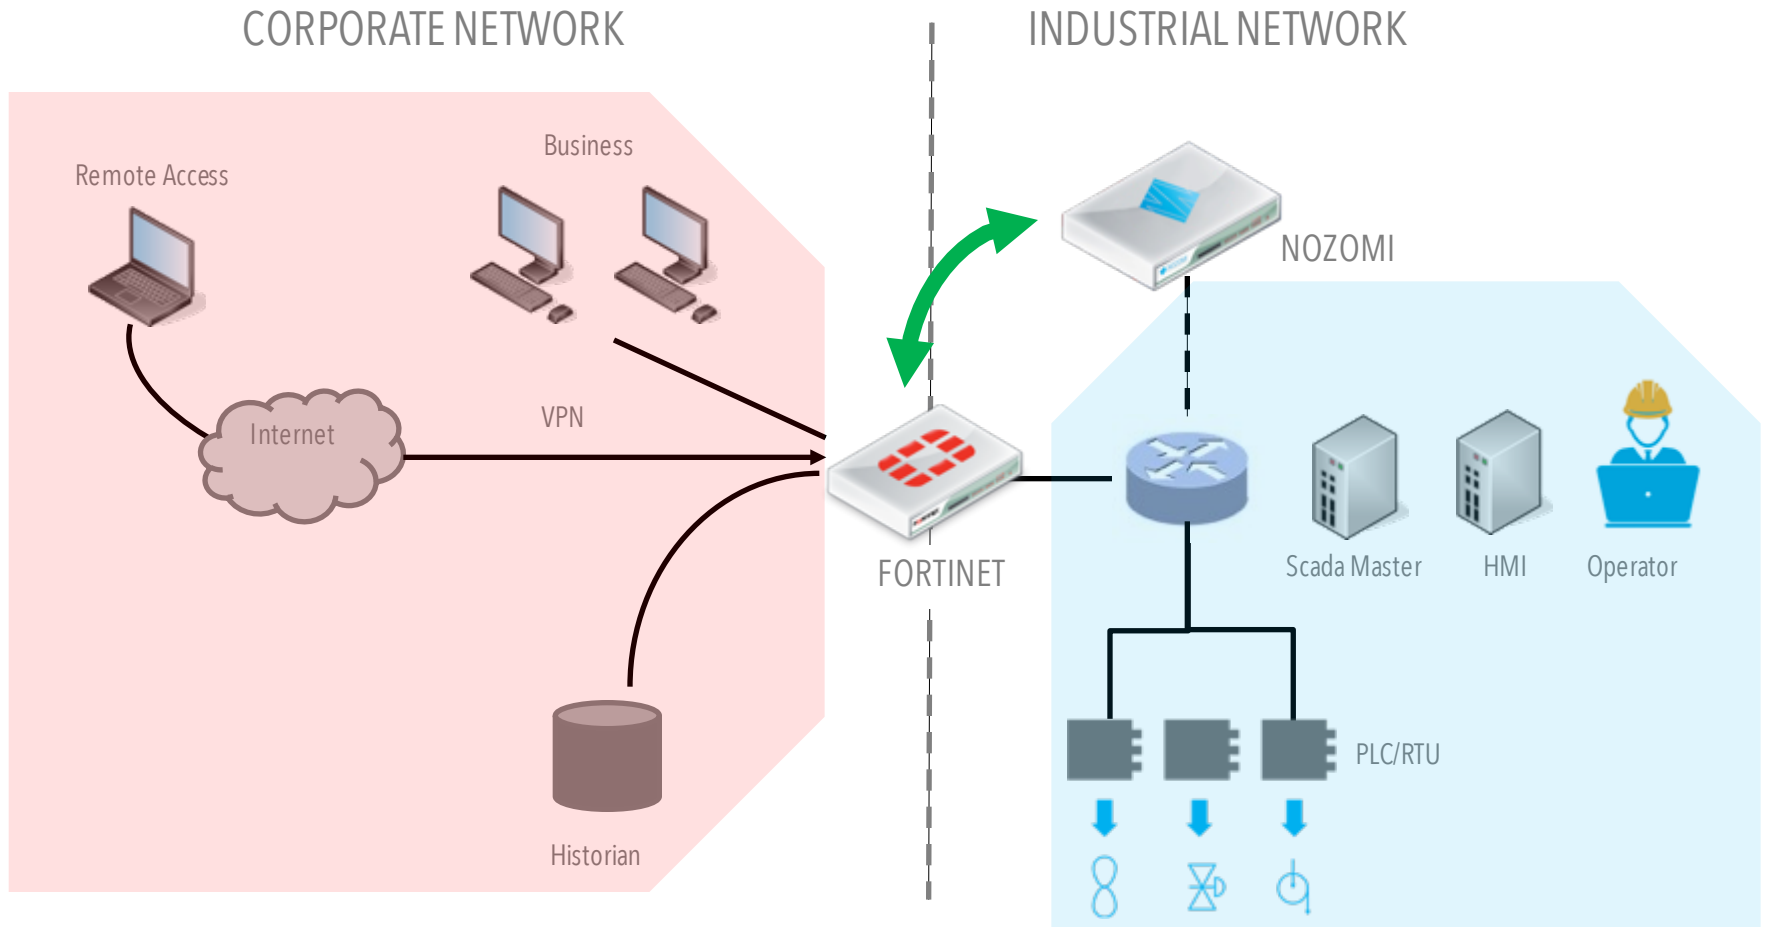 CORPORATE NETWORK
INDUSTRIAL NETWORK
Business
Remote Access
NOZOMI
VPN
Internet
FORTINET
Scada Master
HMI
Operator
PLC/RTU
Historian